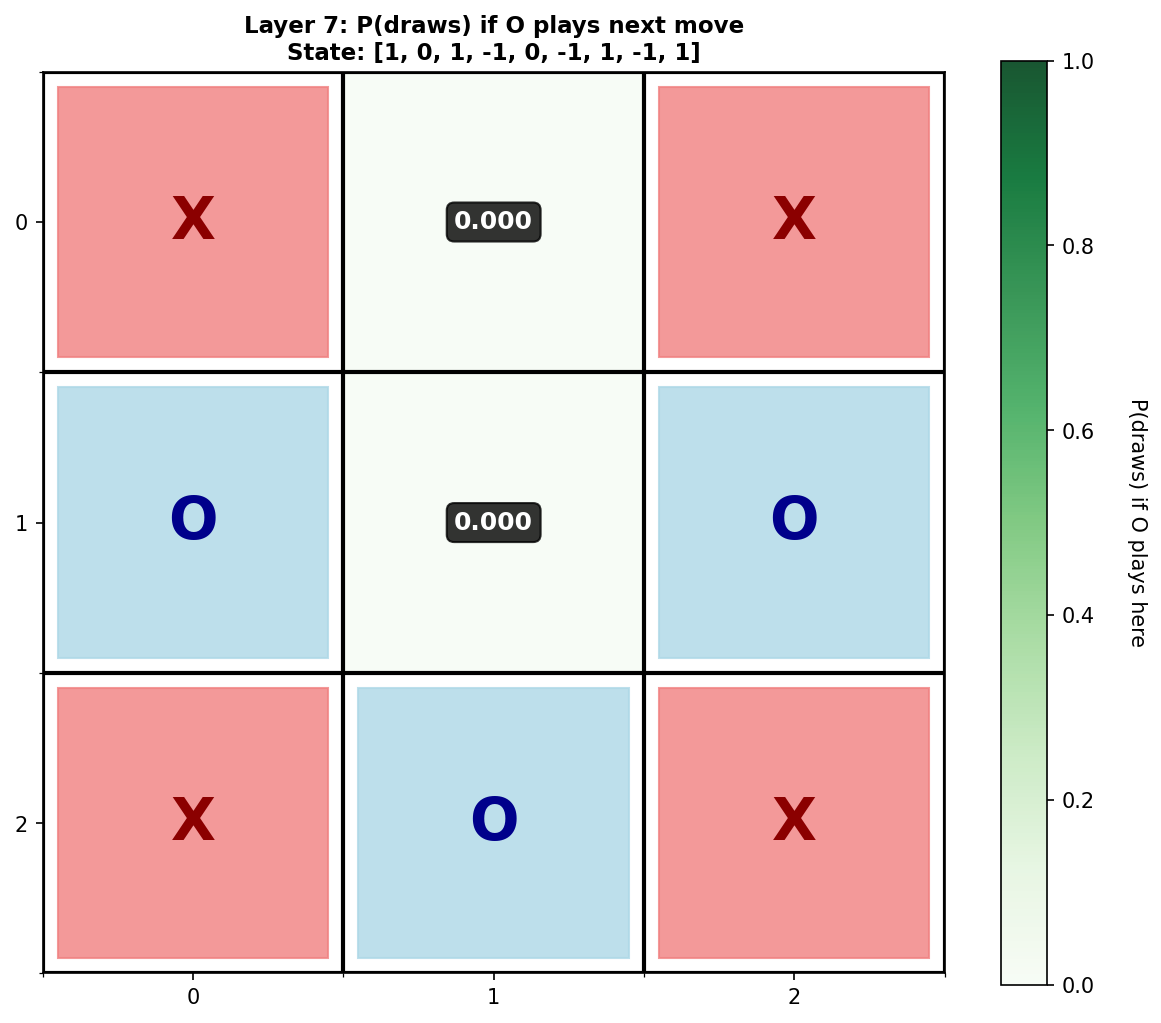 Layer 7: P(draws) if O plays next move
State: [1, 0, 1, -1, 0, -1, 1, -1, 1]
X
0.000
X
O
0.000
O
X
O
X
0
1
2
0
1
2
1.0
0.8
0.6
0.4
0.2
0.0
P(draws) if O plays here